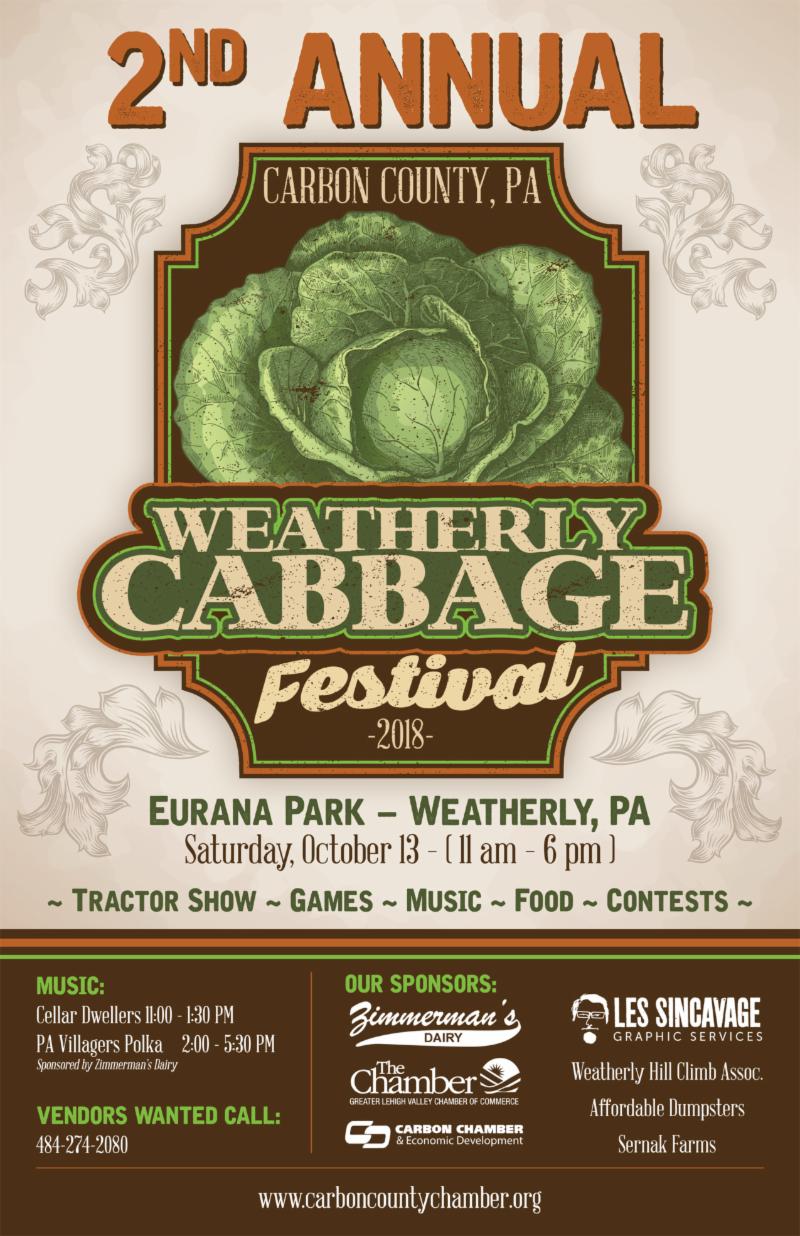 2ND ANNUAL
CARBON COUNTY, PA
WEATHERLY
CABBAGE
Festival
-2018-
EURANA PARK – WEATHERLY, PA
Saturday, October 13 - ( 11 am - 6 pm )
~ TRACTOR SHOW ~ GAMES ~ MUSIC ~ FOOD ~ CONTESTS ~
MUSIC:
Cellar Dwellers 11:00 - 1:30 PM
PA Villagers Polka 2:00 - 5:30 PM
Sponsored by Zimmerman's Dairy
VENDORS WANTED CALL:
484-274-2080
OUR SPONSORS:
Zimmerman's
DAIRY
The
Chamber
GREATER LEHIGH VALLEY CHAMBER OF COMMERCE
CARBON CHAMBER
& Economic Development
LES SINCAVAGE
GRAPHIC SERVICES
Weatherly Hill Climb Assoc.
Affordable Dumpsters
Sernak Farms
www.carboncountychamber.org